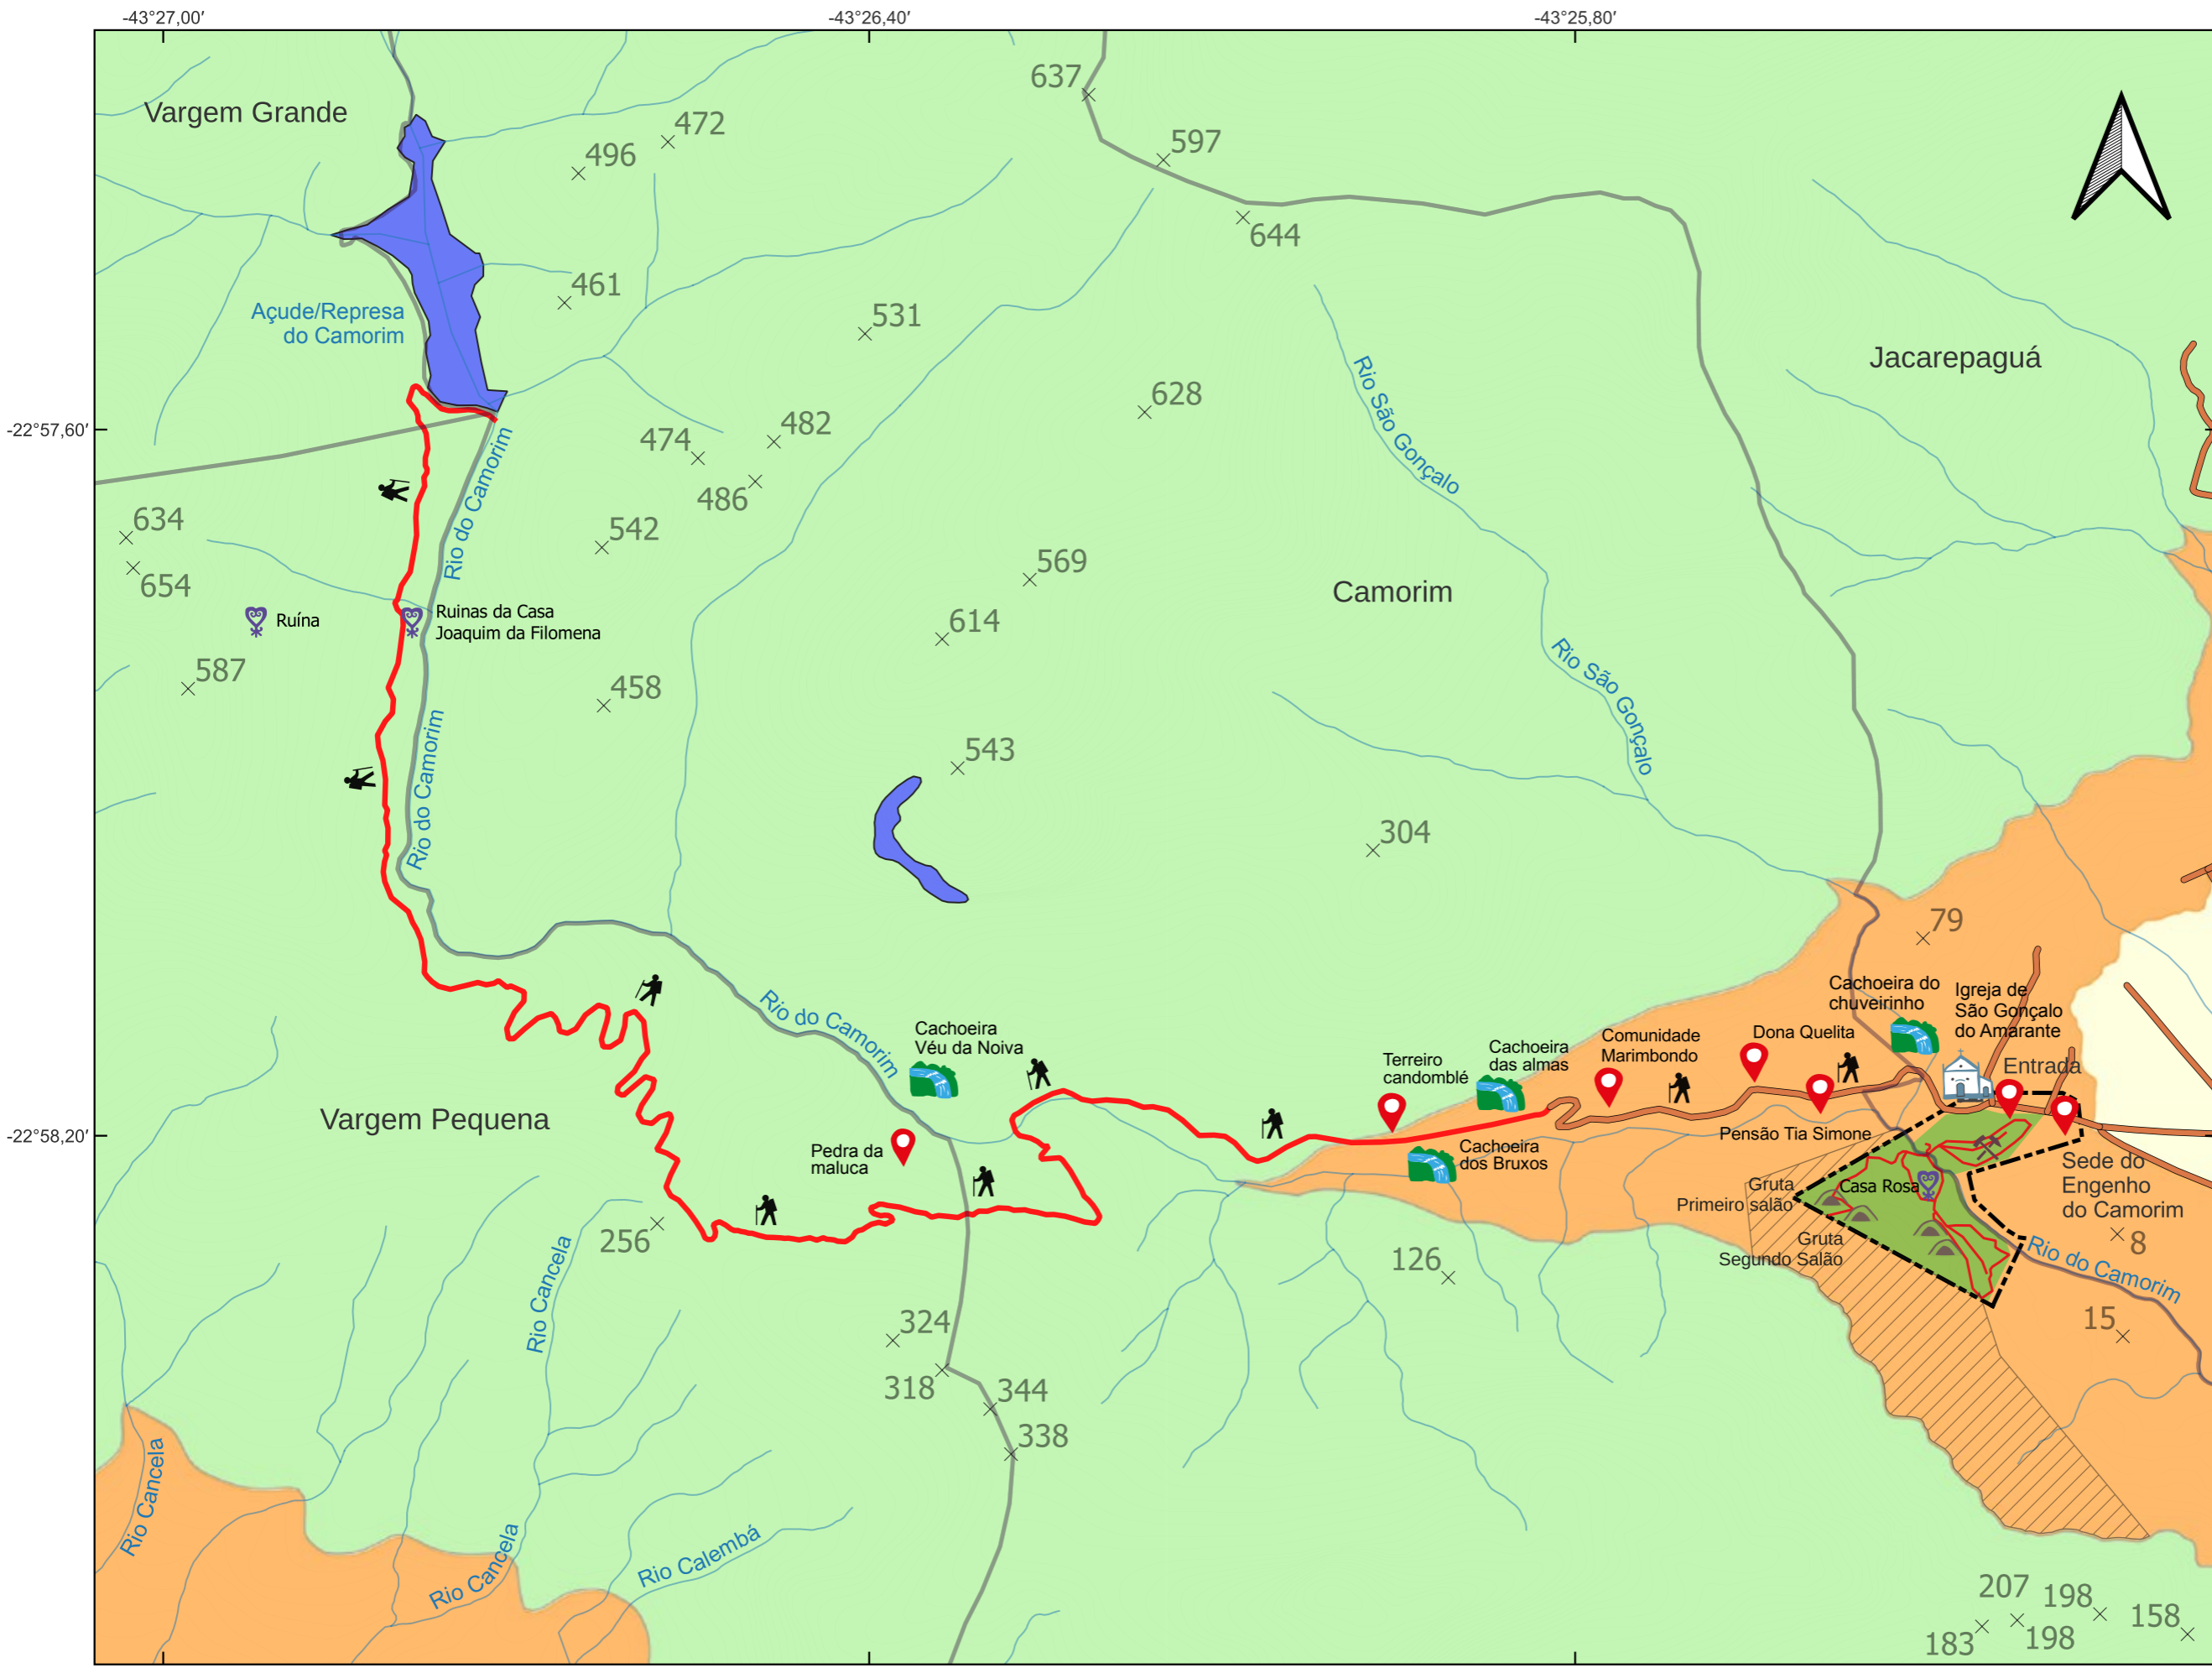 -43°27,00′
-43°26,40′
-43°25,80′
637
Vargem Grande
472
597
496
644
461
Açude/Represa
do Camorim
531
Jacarepaguá
628
Rio São Gonçalo
482
-22°57,60′
474
486
Rio do Camorim
634
542
569
654
Camorim
Ruína
Ruinas da Casa
Joaquim da Filomena
614
587
458
Rio São Gonçalo
543
Rio do Camorim
304
79
Cachoeira do
chuveirinho
Igreja de
São Gonçalo
do Amarante
Rio do Camorim
Cachoeira
Véu da Noiva
Terreiro
candomblé
Cachoeira
das almas
Comunidade
Marimbondo
Dona Quelita
Entrada
Vargem Pequena
-22°58,20′
Pedra da
maluca
Cachoeira
dos Bruxos
Pensão Tia Simone
Sede do
Engenho
do Camorim
Casa Rosa
Gruta
Primeiro salão
256
Gruta
Segundo Salão
126
8
Rio do Camorim
Rio Cancela
324
15
318
344
338
Rio Cancela
Rio Cancela
Rio Calembá
207
198
158
183
198